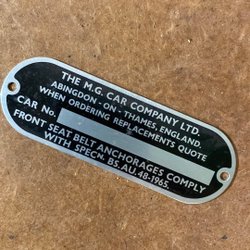 THE M.G. CAR COMPANY LTD.
ABINGDON - ON - THAMES, ENGLAND.
WHEN ORDERING REPLACEMENTS QUOTE
CAR No.
FRONT SEAT BELT ANCHORAGES COMPLY
WITH SPECN. BS.AU.48-1965.